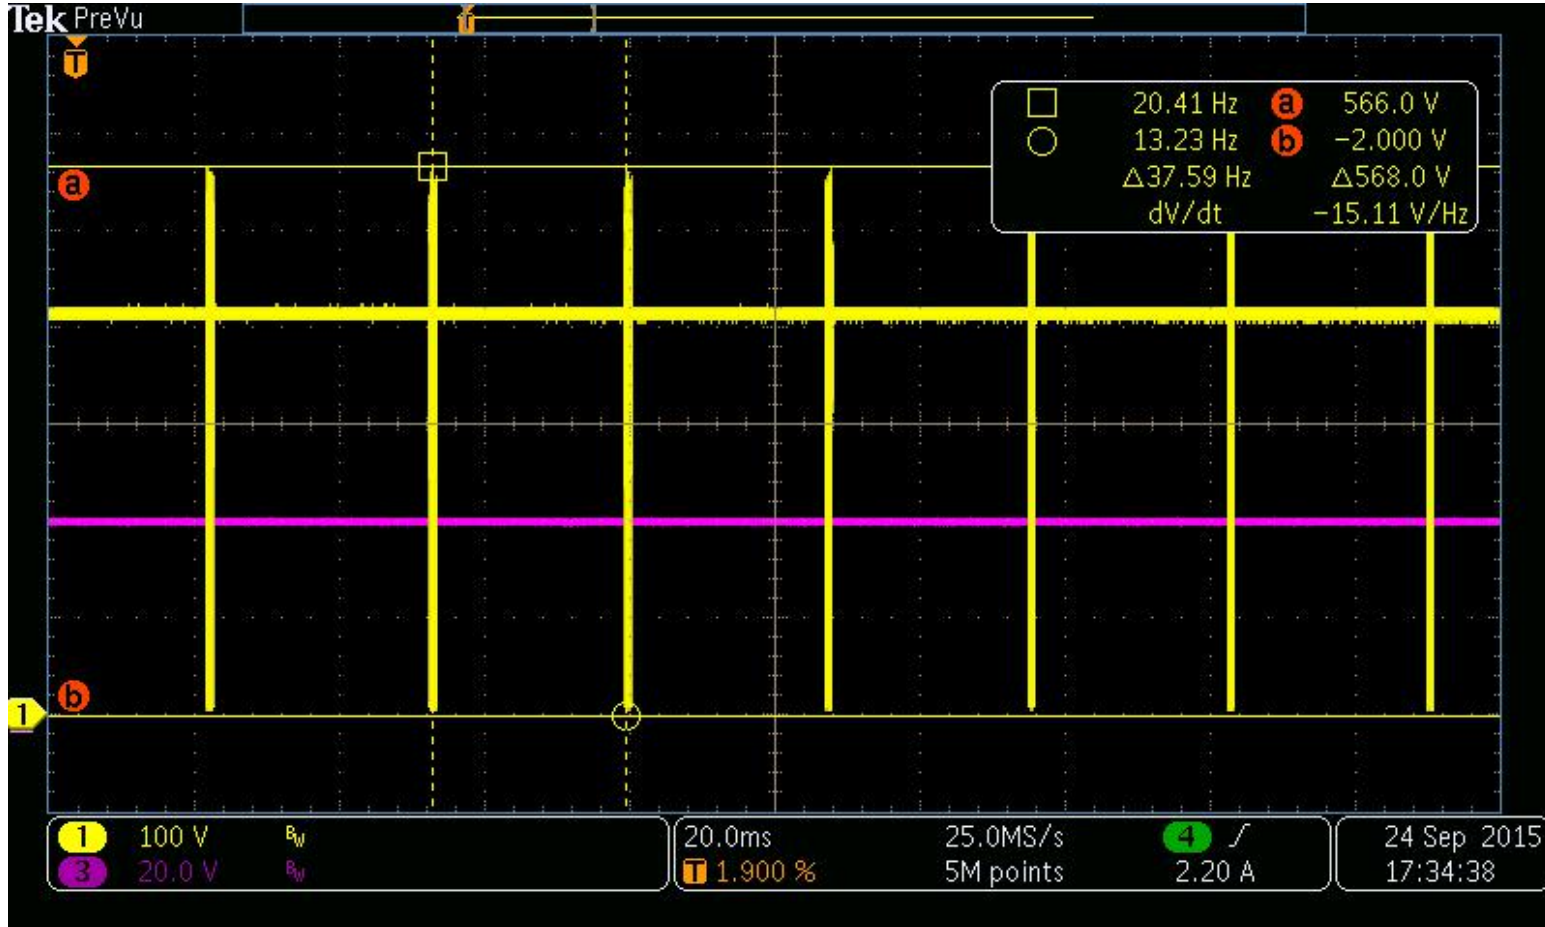 Tek PreVu
T
T
20.41 Hz a 566.0 V
13.23 Hz b −2.000 V
△37.59 Hz △568.0 V
dV/dt −15.11 V/Hz
a
b
1
1 100 V BW
3 20.0 V BW
20.0ms 25.0MS/s 4
T 1.900 % 5M points 2.20 A
24 Sep 2015
17:34:38